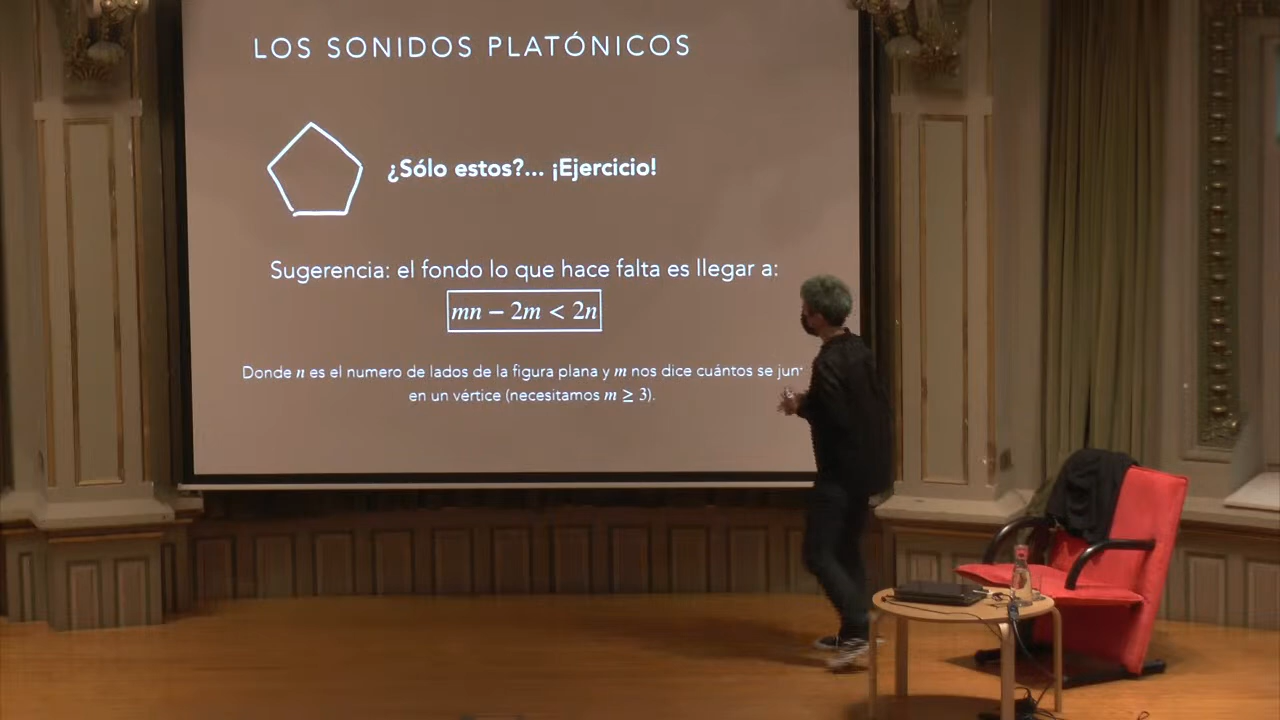 LOS SONIDOS PLATÓNICOS
¿Sólo estos?... ¡Ejercicio!
Sugerencia: el fondo lo que hace falta es llegar a:
mn − 2m < 2n
Donde n es el numero de lados de la figura plana y m nos dice cuántos se jun
en un vértice (necesitamos m ≥ 3).